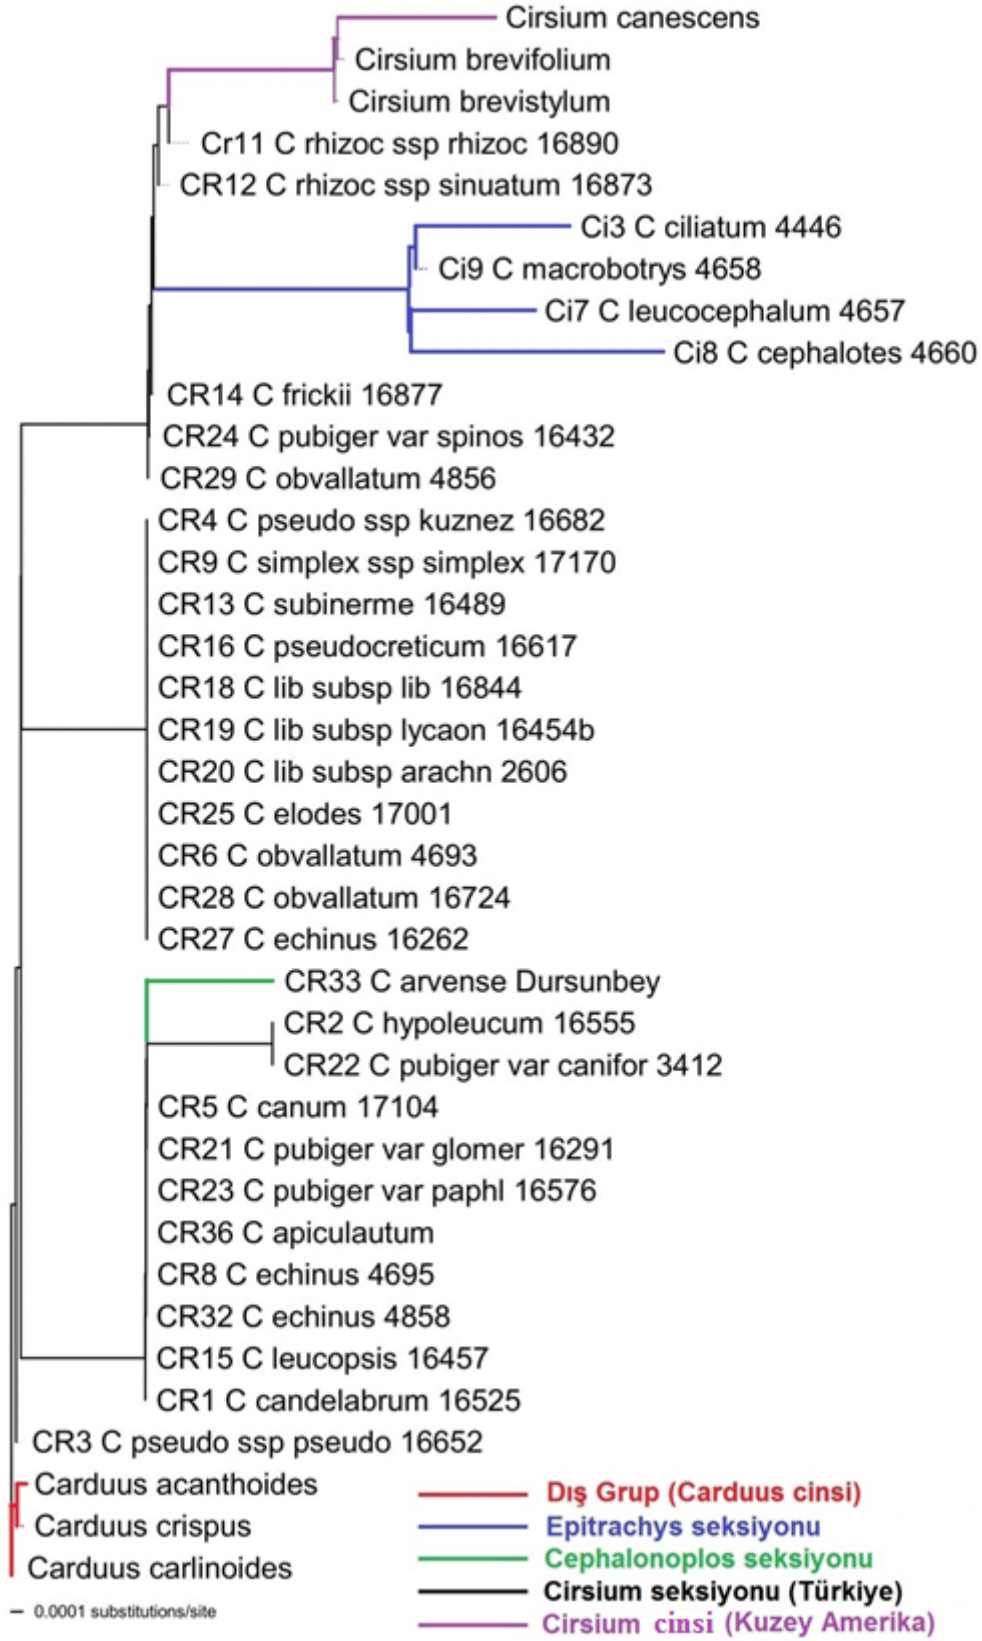 Cirsium canescens
Cirsium brevifolium
Cirsium brevistylum
Cr11 C rhizoc ssp rhizoc 16890
CR12 C rhizoc ssp sinuatum 16873
Ci3 C ciliatum 4446
Ci9 C macrobotrys 4658
Ci7 C leucocephalum 4657
Ci8 C cephalotes 4660
CR14 C frickii 16877
CR24 C pubiger var spinos 16432
CR29 C obvallatum 4856
CR4 C pseudo ssp kuznez 16682
CR9 C simplex ssp simplex 17170
CR13 C subinerme 16489
CR16 C pseudocreticum 16617
CR18 C lib subsp lib 16844
CR19 C lib subsp lycaon 16454b
CR20 C lib subsp arachn 2606
CR25 C elodes 17001
CR6 C obvallatum 4693
CR28 C obvallatum 16724
CR27 C echinus 16262
CR33 C arvense Dursunbey
CR2 C hypoleucum 16555
CR22 C pubiger var canifor 3412
CR5 C canum 17104
CR21 C pubiger var glomer 16291
CR23 C pubiger var paphl 16576
CR36 C apiculautum
CR8 C echinus 4695
CR32 C echinus 4858
CR15 C leucopsis 16457
CR1 C candelabrum 16525
CR3 C pseudo ssp pseudo 16652
Carduus acanthoides
Carduus crispus
Carduus carlinoides
0.0001 substitutions/site
Dış Grup (Carduus cinsi)
Epitrachys seksiyonu
Cephalonoplos seksiyonu
Cirsium seksiyonu (Türkiye)
Cirsium cinsi (Kuzey Amerika)